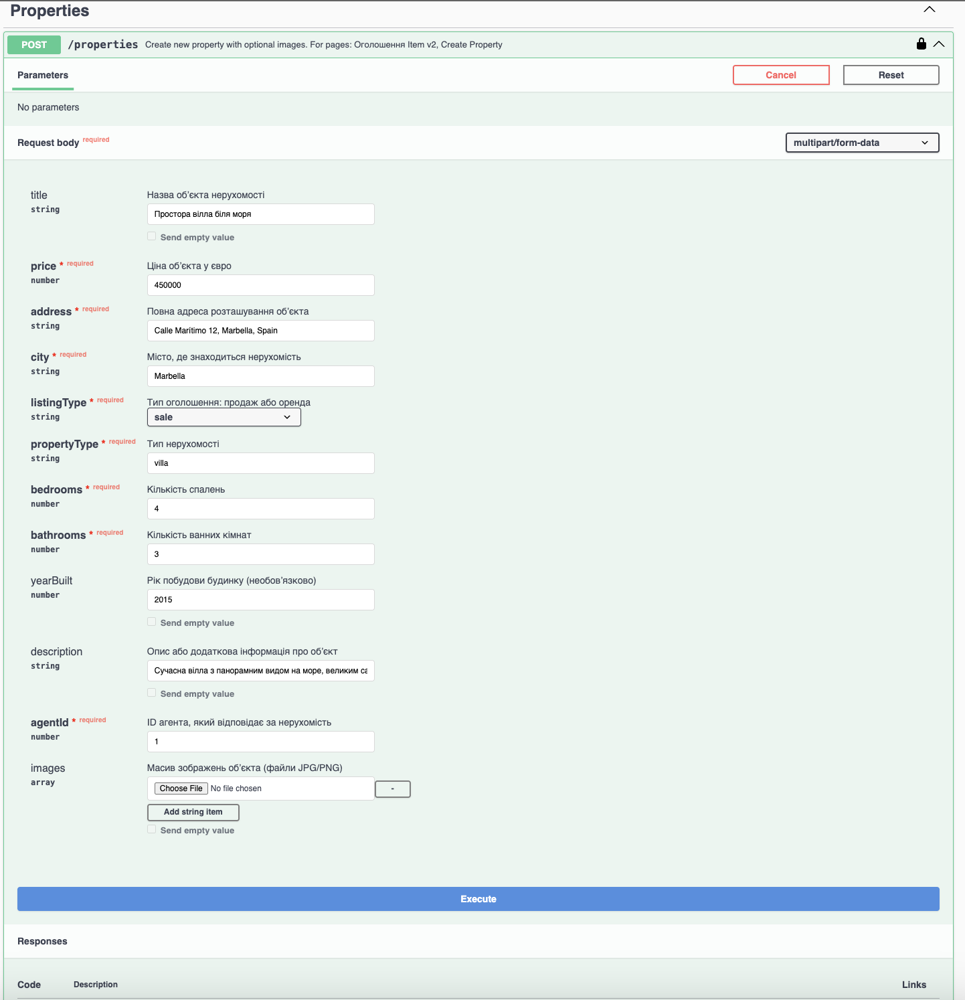 Properties
POST /properties Create new property with optional images. For pages: Оголошення Item v2, Create Property
Parameters
Cancel
Reset
No parameters
Request body required
multipart/form-data
title
string
Назва об’єкта нерухомості
Простора вілла біля моря
Send empty value
price * required
number
Ціна об’єкта у євро
450000
address * required
string
Повна адреса розташування об’єкта
Calle Marítimo 12, Marbella, Spain
city * required
string
Місто, де знаходиться нерухомість
Marbella
listingType * required
string
Тип оголошення: продаж або оренда
sale
propertyType * required
string
Тип нерухомості
villa
bedrooms * required
number
Кількість спалень
4
bathrooms * required
number
Кількість ванних кімнат
3
yearBuilt
number
Рік побудови будинку (необов’язково)
2015
Send empty value
description
string
Опис або додаткова інформація про об’єкт
Сучасна вілла з панорамним видом на море, великим са
Send empty value
agentId * required
number
ID агента, який відповідає за нерухомість
1
images
array
Масив зображень об’єкта (файли JPG/PNG)
Choose File No file chosen
-
Add string item
Send empty value
Execute
Responses
Code Description Links